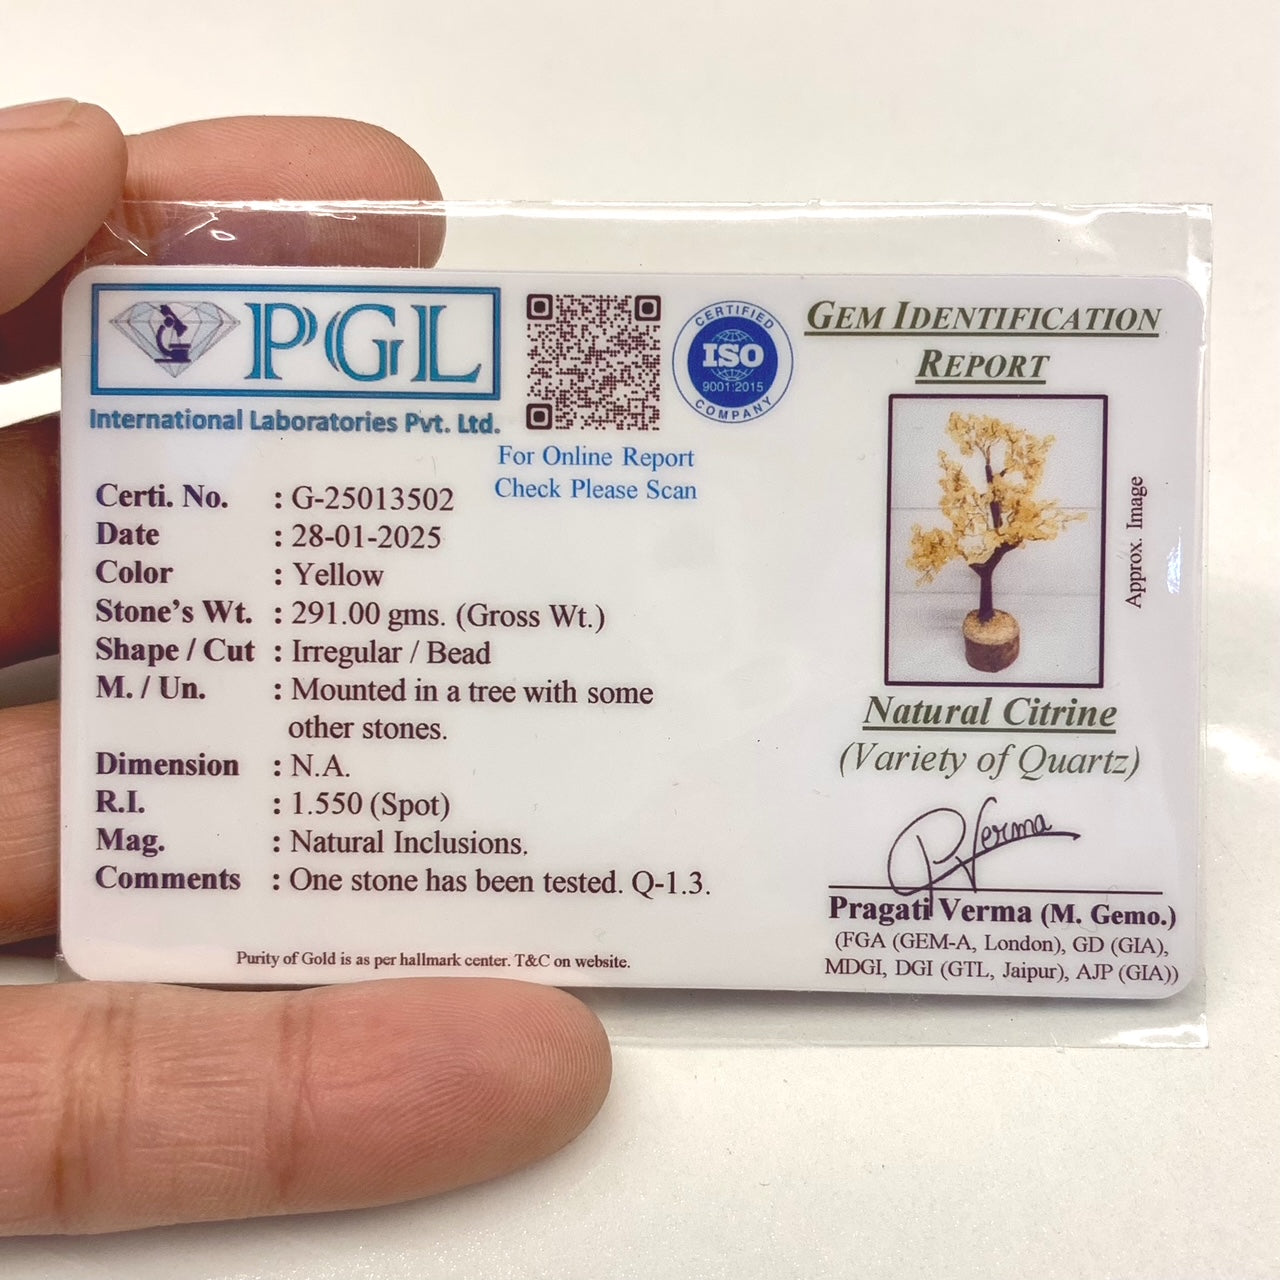 PGL
International Laboratories Pvt. Ltd.
CERTIFIED
ISO
9001:2015
COMPANY
For Online Report
Check Please Scan
Certi. No. : G-25013502
Date : 28-01-2025
Color : Yellow
Stone's Wt. : 291.00 gms. (Gross Wt.)
Shape / Cut : Irregular / Bead
M. / Un. : Mounted in a tree with some
other stones.
Dimension : N.A.
R.I. : 1.550 (Spot)
Mag. : Natural Inclusions.
Comments : One stone has been tested. Q-1.3.
Purity of Gold is as per hallmark center. T&C on website.
GEM IDENTIFICATION
REPORT
Approx. Image
Natural Citrine
(Variety of Quartz)
PVerma
Pragati Verma (M. Gemo.)
(FGA (GEM-A, London), GD (GIA),
MDGI, DGI (GTL, Jaipur), AJP (GIA))